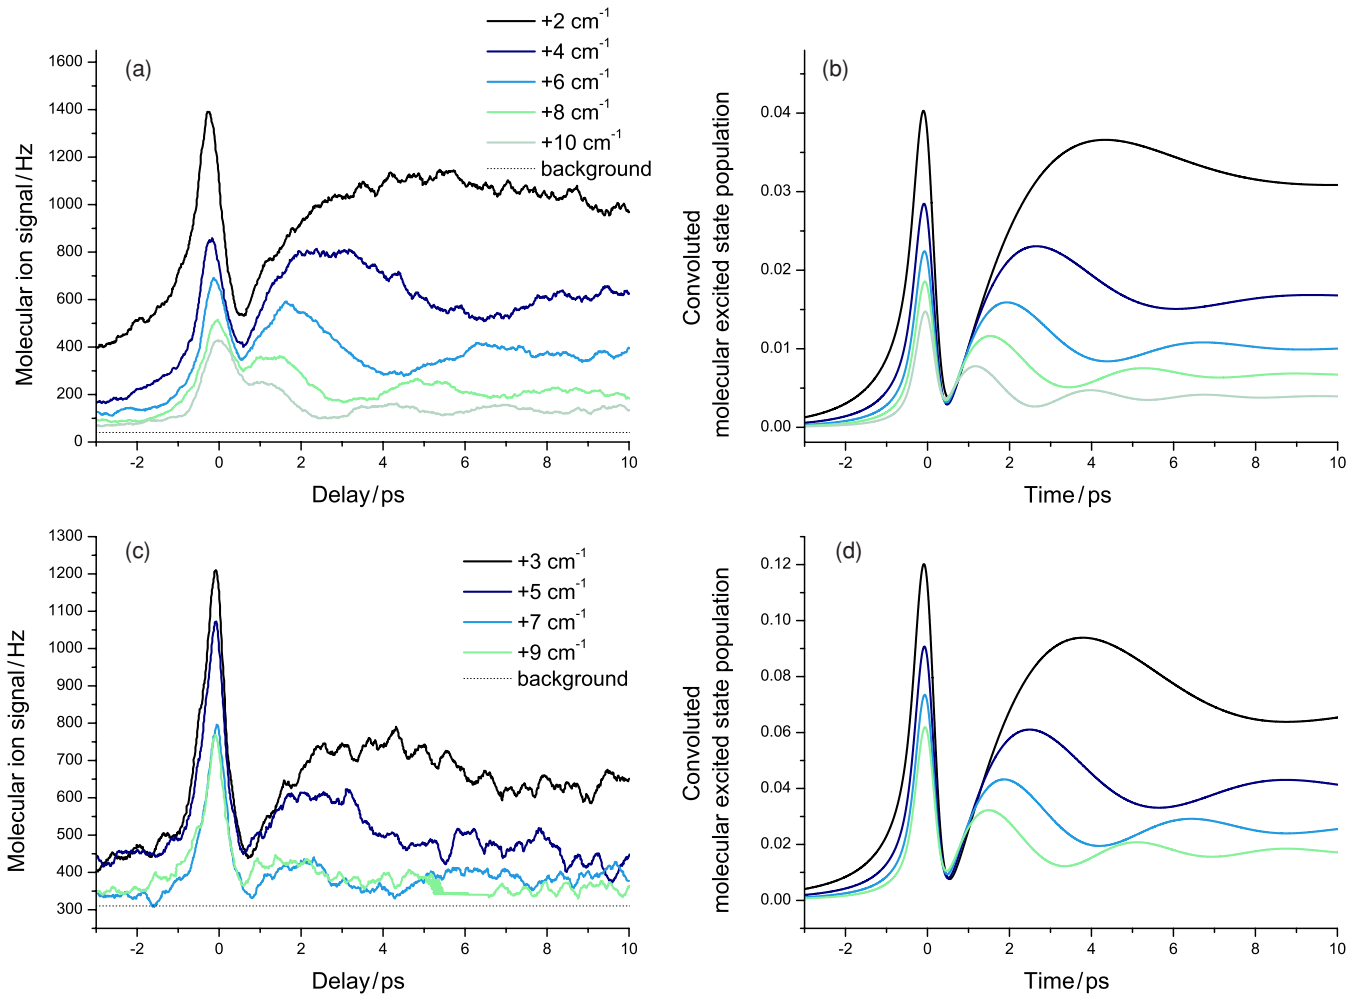 +2 cm⁻¹
+4 cm⁻¹
+6 cm⁻¹
+8 cm⁻¹
+10 cm⁻¹
background
(a)
1600
1400
1200
1000
800
600
400
200
0
Molecular ion signal/Hz
-2 0 2 4 6 8 10
Delay/ps
(b)
0.04
0.03
0.02
0.01
0.00
Convoluted
molecular excited state population
-2 0 2 4 6 8 10
Time/ps
(c)
+3 cm⁻¹
+5 cm⁻¹
+7 cm⁻¹
+9 cm⁻¹
background
1300
1200
1100
1000
900
800
700
600
500
400
300
Molecular ion signal/Hz
-2 0 2 4 6 8 10
Delay/ps
(d)
0.12
0.10
0.08
0.06
0.04
0.02
0.00
Convoluted
molecular excited state population
-2 0 2 4 6 8 10
Time/ps